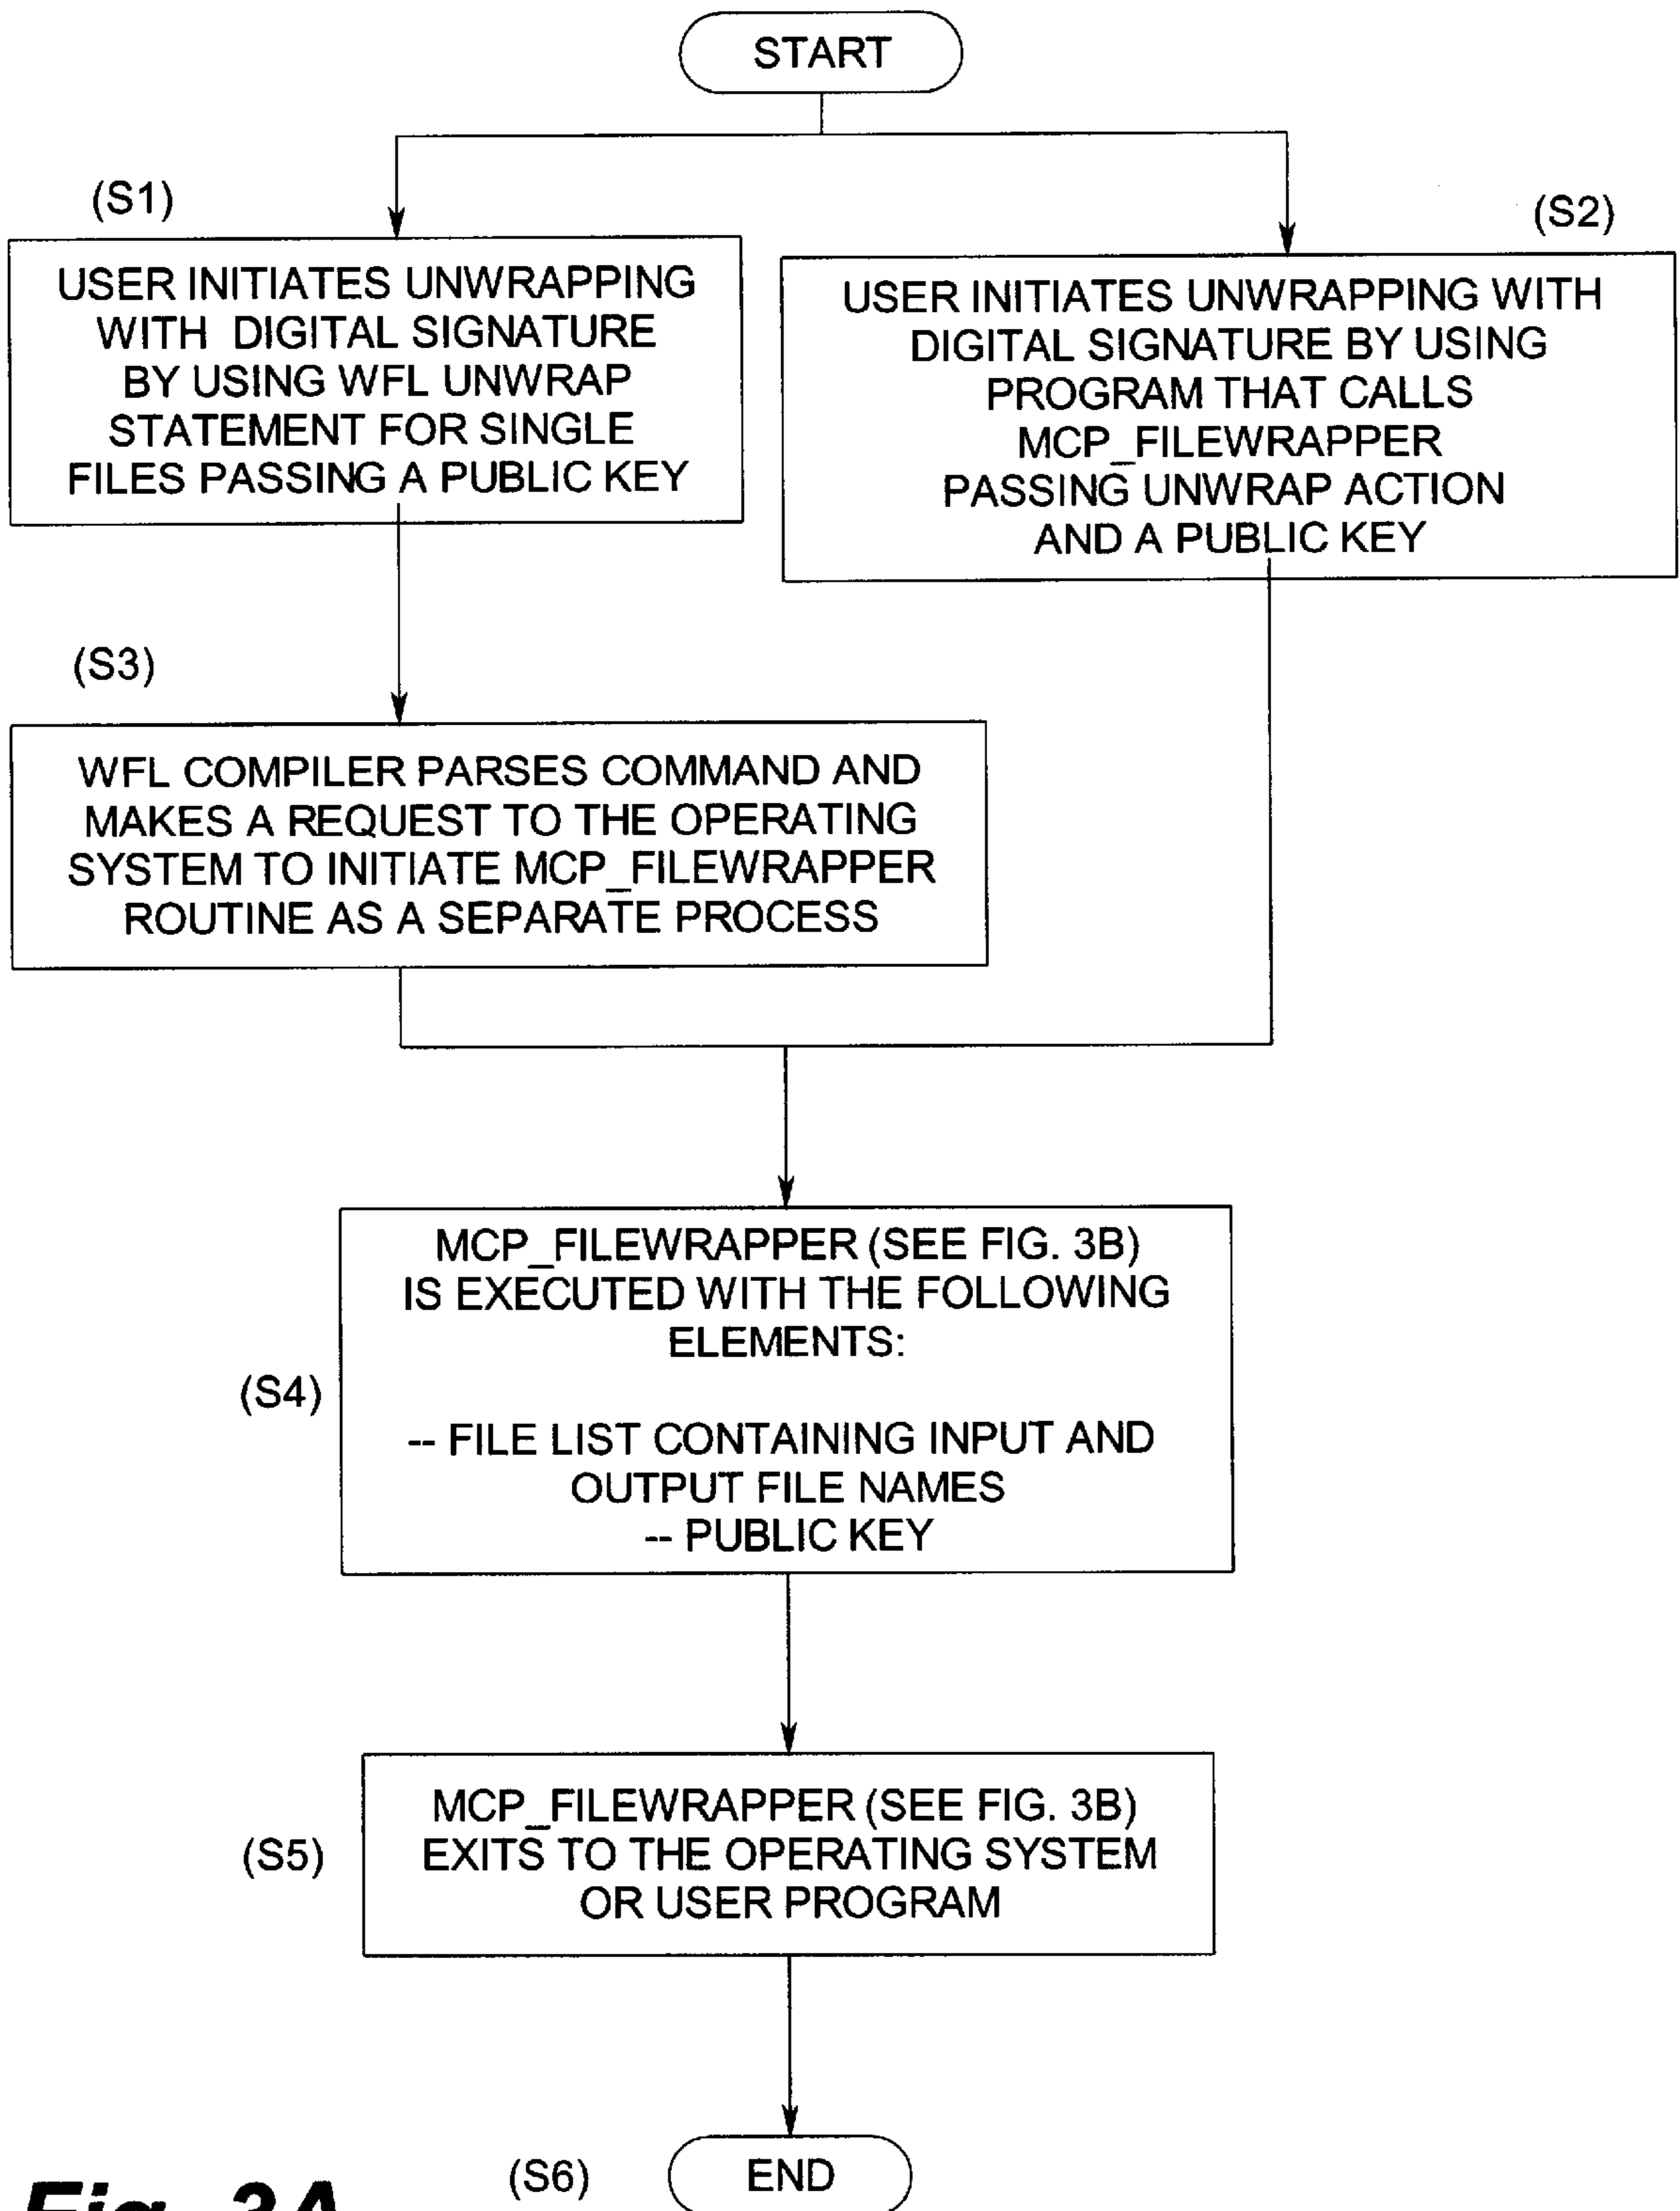 START
(S1)
(S2)
USER INITIATES UNWRAPPING
WITH DIGITAL SIGNATURE
BY USING WFL UNWRAP
STATEMENT FOR SINGLE
FILES PASSING A PUBLIC KEY
USER INITIATES UNWRAPPING WITH
DIGITAL SIGNATURE BY USING
PROGRAM THAT CALLS
MCP_FILEWRAPPER
PASSING UNWRAP ACTION
AND A PUBLIC KEY
(S3)
WFL COMPILER PARSES COMMAND AND
MAKES A REQUEST TO THE OPERATING
SYSTEM TO INITIATE MCP_FILEWRAPPER
ROUTINE AS A SEPARATE PROCESS
MCP_FILEWRAPPER (SEE FIG. 3B)
IS EXECUTED WITH THE FOLLOWING
ELEMENTS:
(S4)
-- FILE LIST CONTAINING INPUT AND
OUTPUT FILE NAMES
-- PUBLIC KEY
MCP_FILEWRAPPER (SEE FIG. 3B)
(S5)
EXITS TO THE OPERATING SYSTEM
OR USER PROGRAM
(S6)
END
Fig. 3A